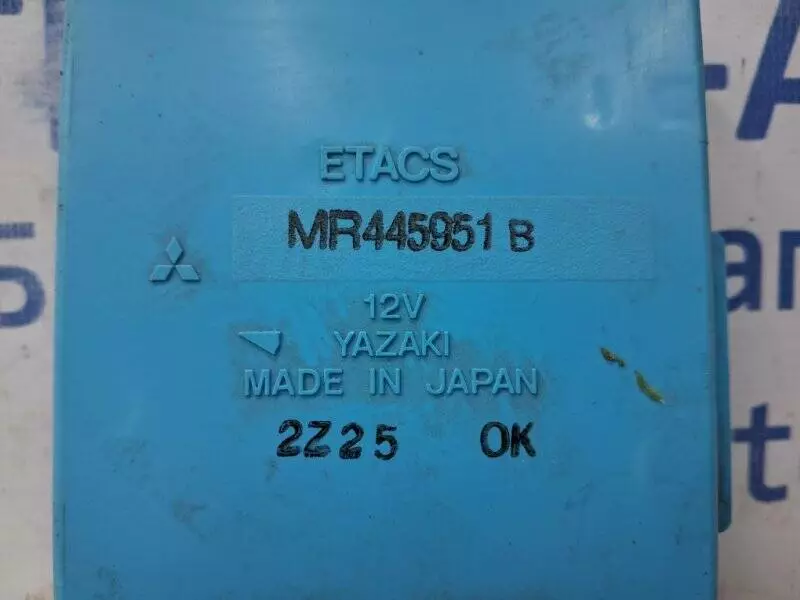 ETACS
MR445951 B
12V
YAZAKI
MADE IN JAPAN
2Z25 OK